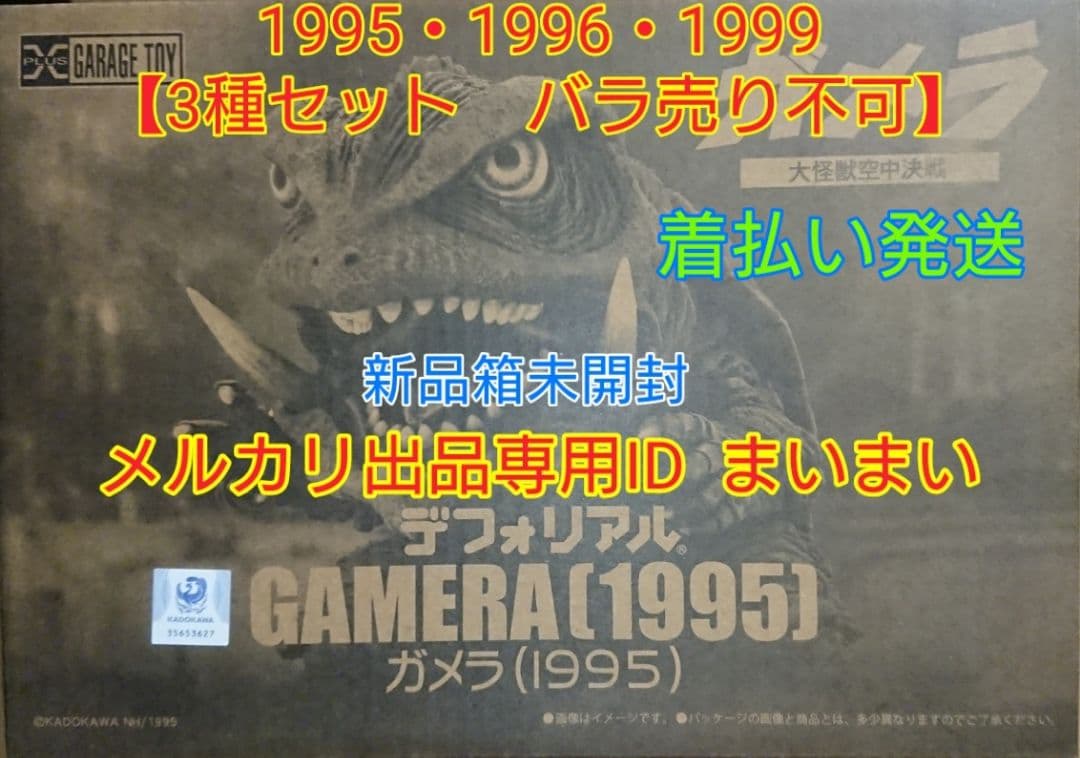 1995・1996・1999
【3種セット　バラ売り不可】
X PLUS GARAGE TOY
ガメラ
大怪獣空中決戦
着払い発送
新品箱未開封
メルカリ出品専用ID まいまい
デフォリアル®
GAMERA(1995)
ガメラ(1995)
KADOKAWA
35653627
©KADOKAWA NH/1995
●画像はイメージです。●パッケージの画像と商品とは、多少異なりますのでご了承ください。